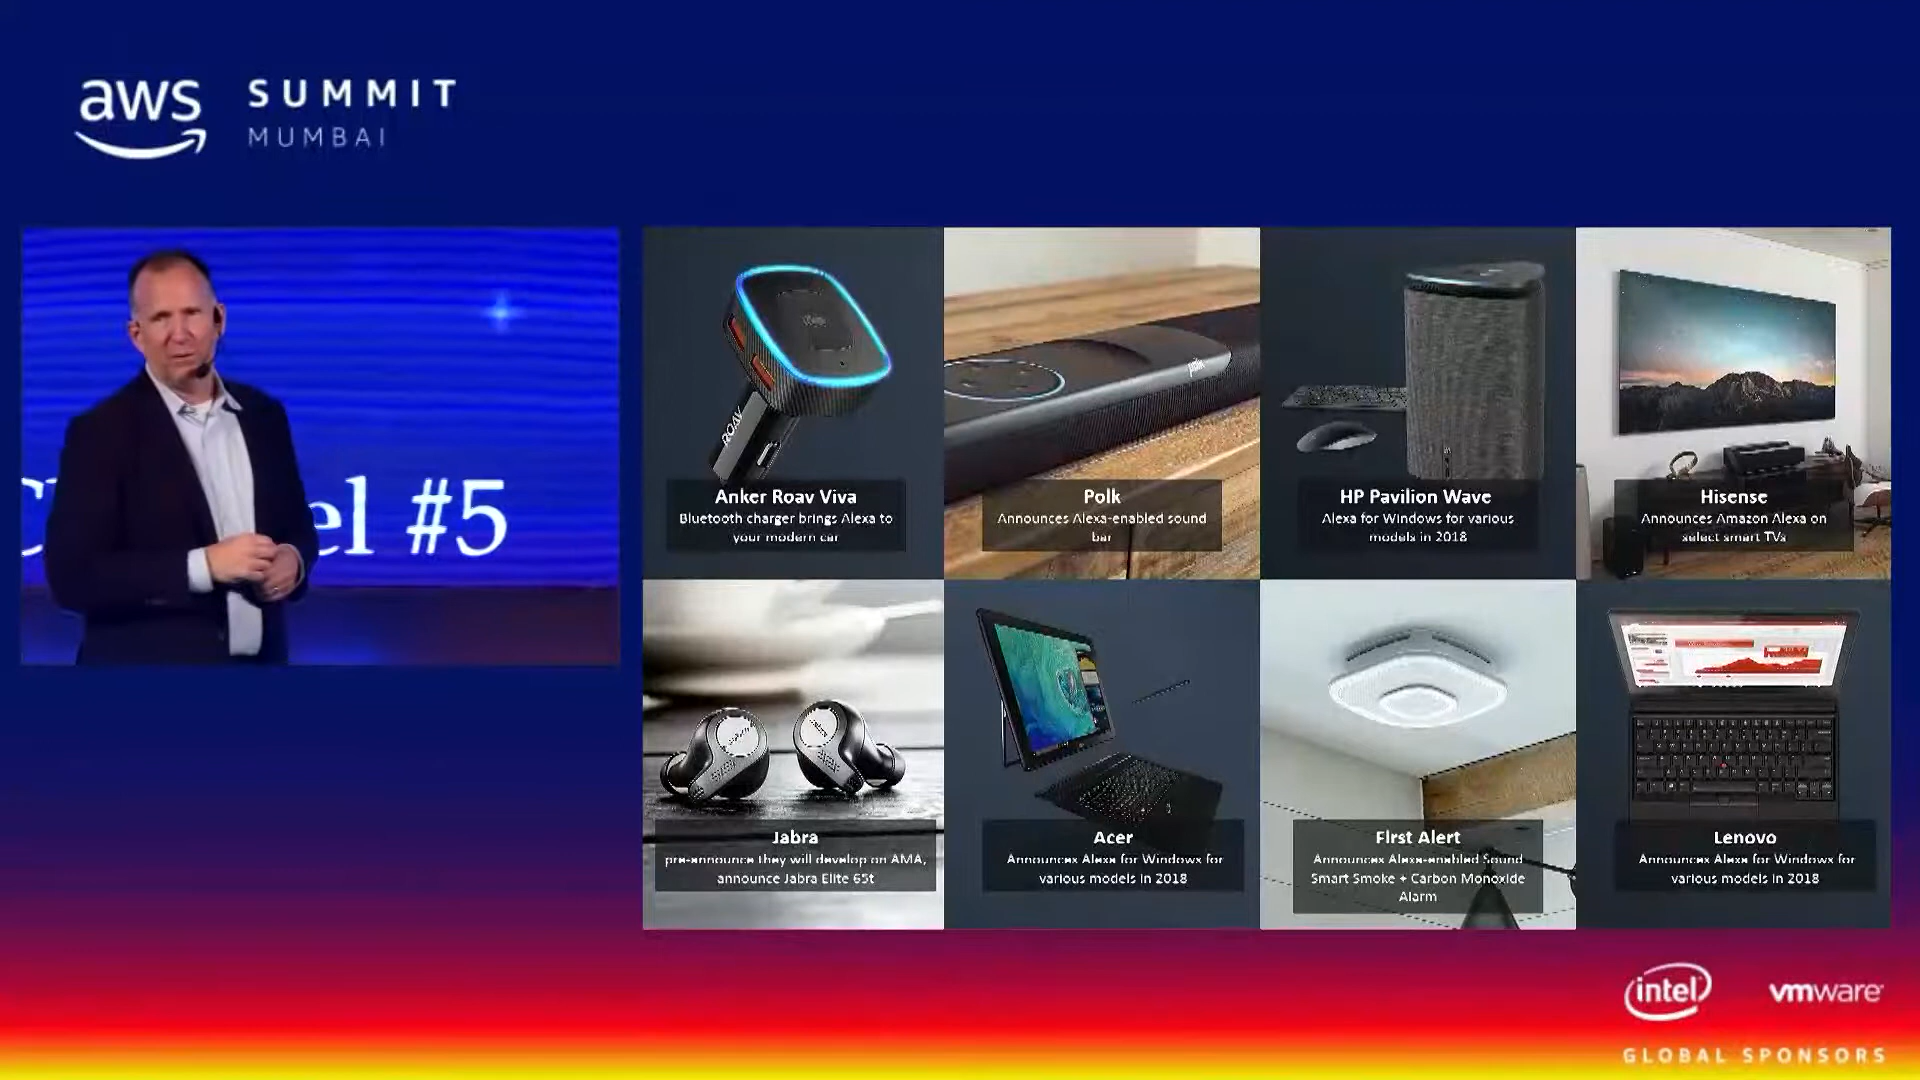 aws
SUMMIT
MUMBAI
el #5
ROAV
Anker Roav Viva
Bluetooth charger brings Alexa to
your modern car
polk
Polk
Announces Alexa-enabled sound
bar
HP Pavilion Wave
Alexa for Windows for various
models in 2018
Hisense
Announces Amazon Alexa on
select smart TVs
Jabra
pre-announce they will develop on AMA,
announce Jabra Elite 65t
Acer
Announces Alexa for Windows for
various models in 2018
First Alert
Announces Alexa-enabled Sound
Smart Smoke + Carbon Monoxide
Alarm
Lenovo
Announces Alexa for Windows for
various models in 2018
intel
vmware
GLOBAL SPONSORS